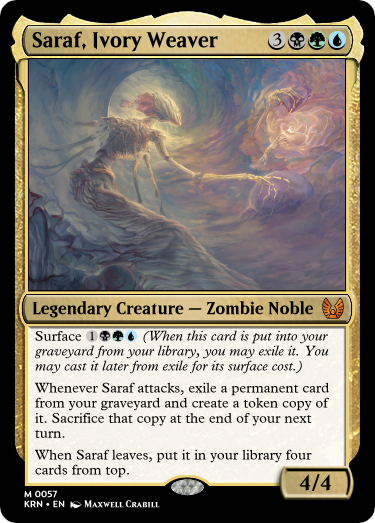 Saraf, Ivory Weaver 3
Legendary Creature — Zombie Noble
Surface 1 (When this card is put into your
graveyard from your library, you may exile it. You
may cast it later from exile for its surface cost.)
Whenever Saraf attacks, exile a permanent card
from your graveyard and create a token copy of
it. Sacrifice that copy at the end of your next
turn.
When Saraf leaves, put it in your library four
cards from top.
4/4
M 0057
KRN • EN Maxwell Crabill